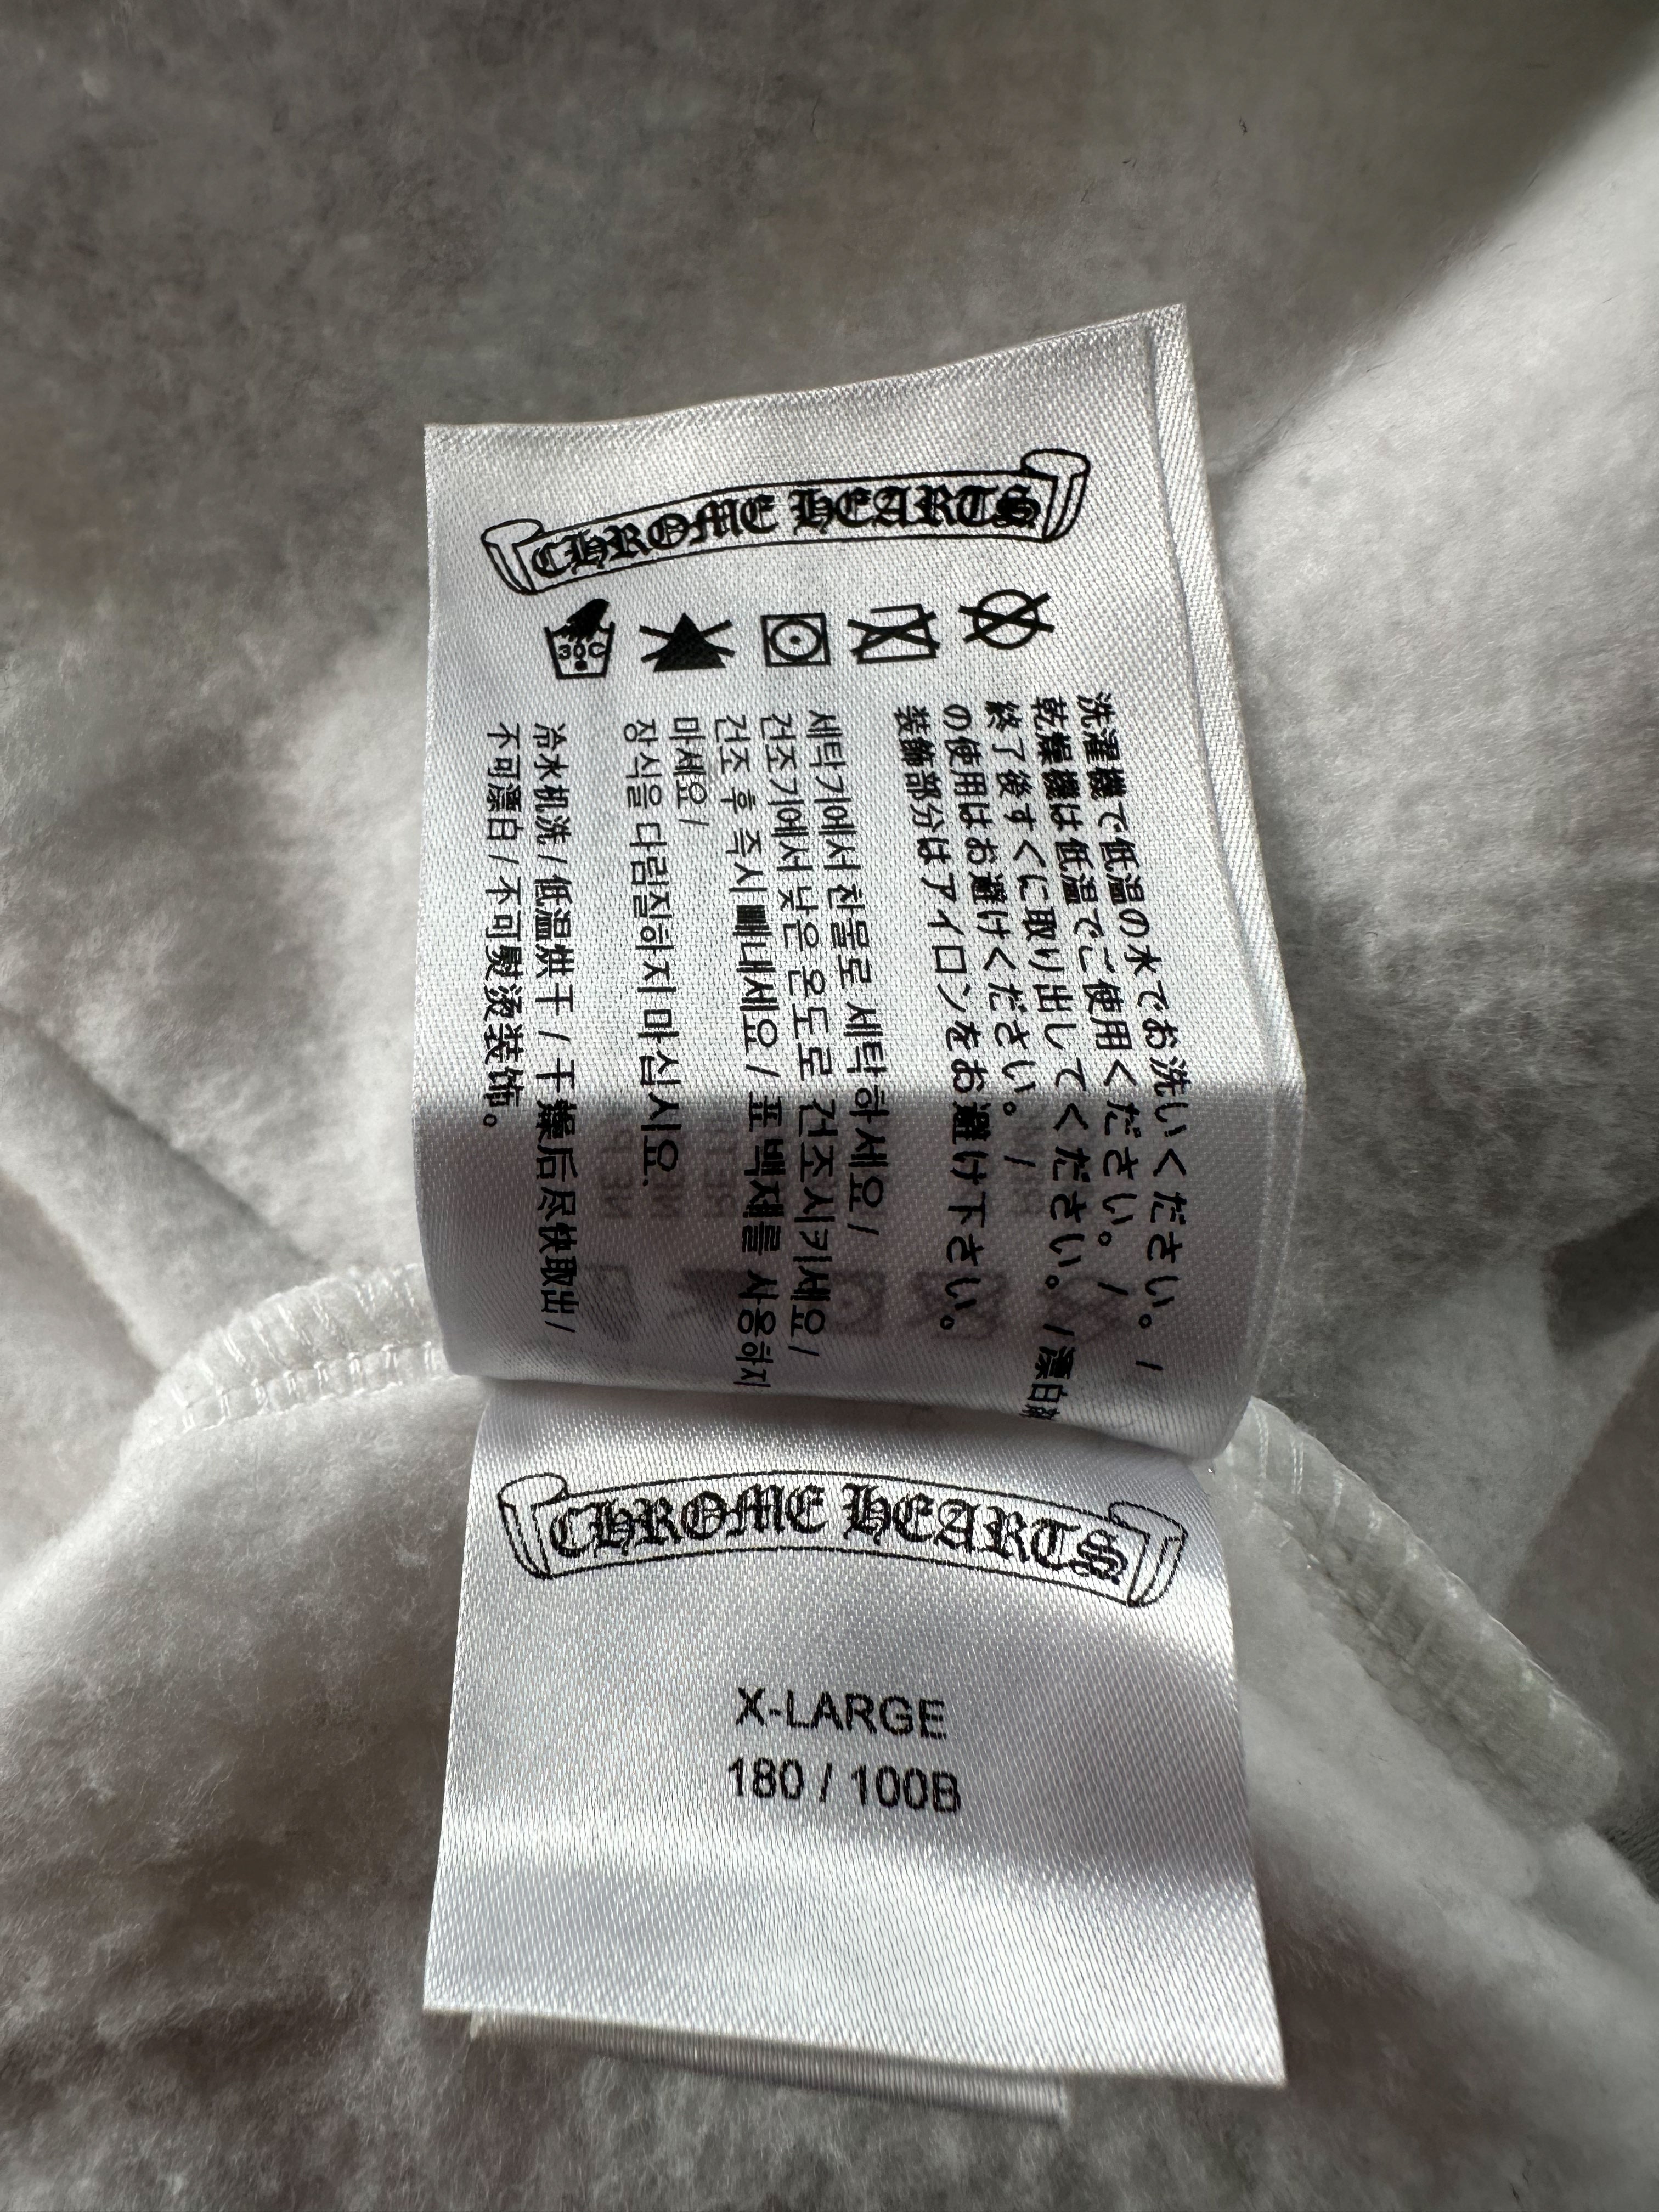 CHROME HEARTS
30C
洗濯機で低温の水でお洗いください。 /
乾燥機は低温でご使用ください。 /
終了後すぐに取り出してください。 / 漂白剤
の使用はお避けください。 /
装飾部分はアイロンをお避け下さい。
세탁기에서 찬물로 세탁하세요 /
건조기에서 낮은 온도로 건조시키세요 /
건조 후 즉시 빼내세요 / 표백제를 사용하지
마세요 /
장식을 다림질하지 마십시요.
冷水机洗 / 低温烘干 / 干燥后尽快取出 /
不可漂白 / 不可熨烫装饰。
CHROME HEARTS
X-LARGE
180 / 100B